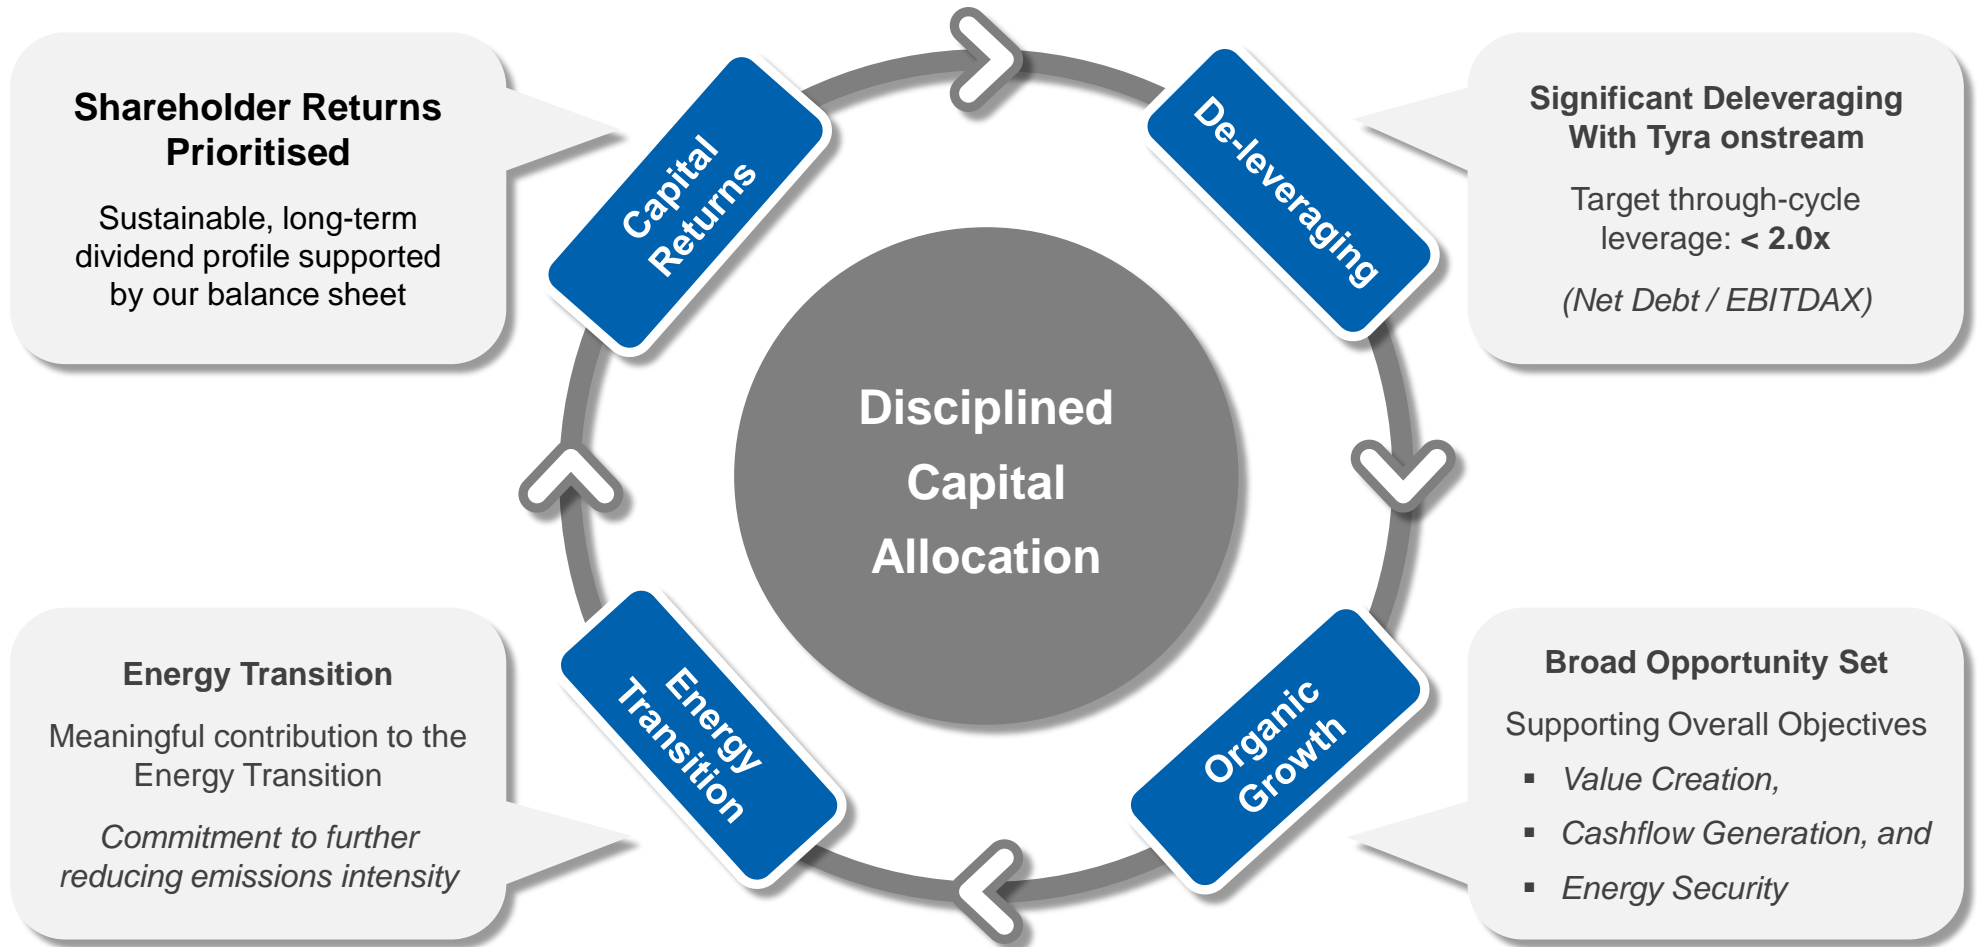 Shareholder Returns
Prioritised
Sustainable, long-term
dividend profile supported
by our balance sheet
Capital
Returns
De-leveraging
Significant Deleveraging
With Tyra onstream
Target through-cycle
leverage: < 2.0x
(Net Debt / EBITDAX)
Disciplined
Capital
Allocation
Energy Transition
Meaningful contribution to the
Energy Transition
Commitment to further
reducing emissions intensity
Energy
Transition
Organic
Growth
Broad Opportunity Set
Supporting Overall Objectives
▪ Value Creation,
▪ Cashflow Generation, and
▪ Energy Security